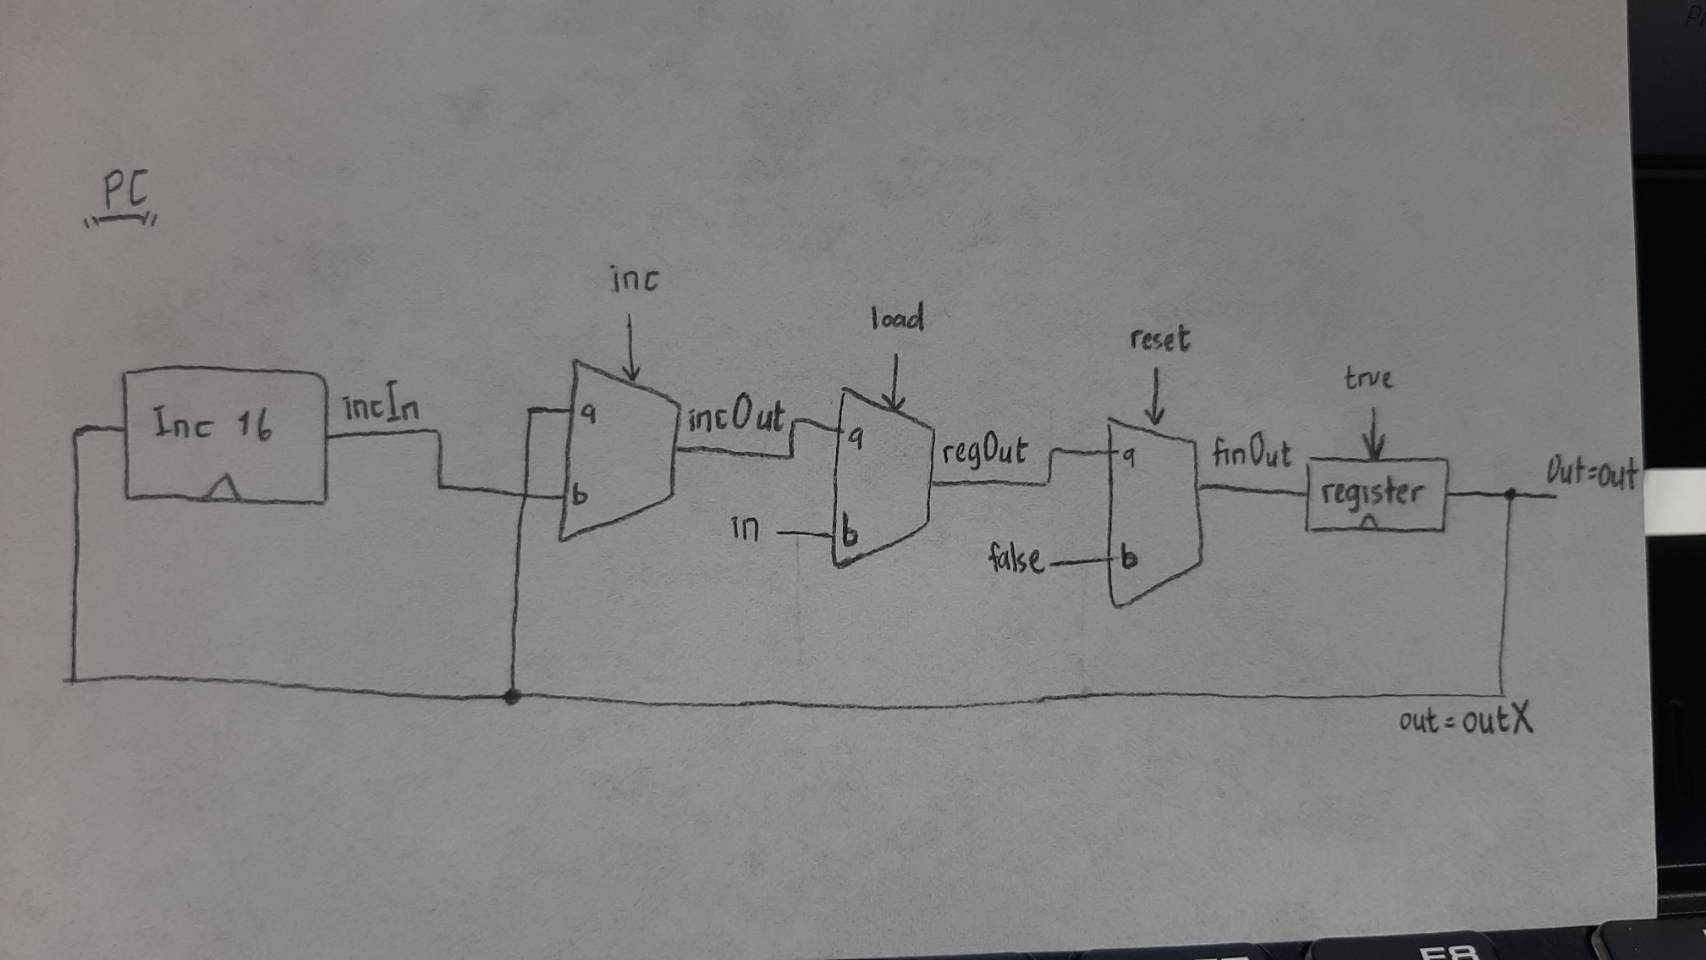 PC
inc
load
reset
true
Inc 16
incIn
a
b
incOut
a
in
b
regOut
a
false
b
finOut
register
Out=out
out=outX
F8